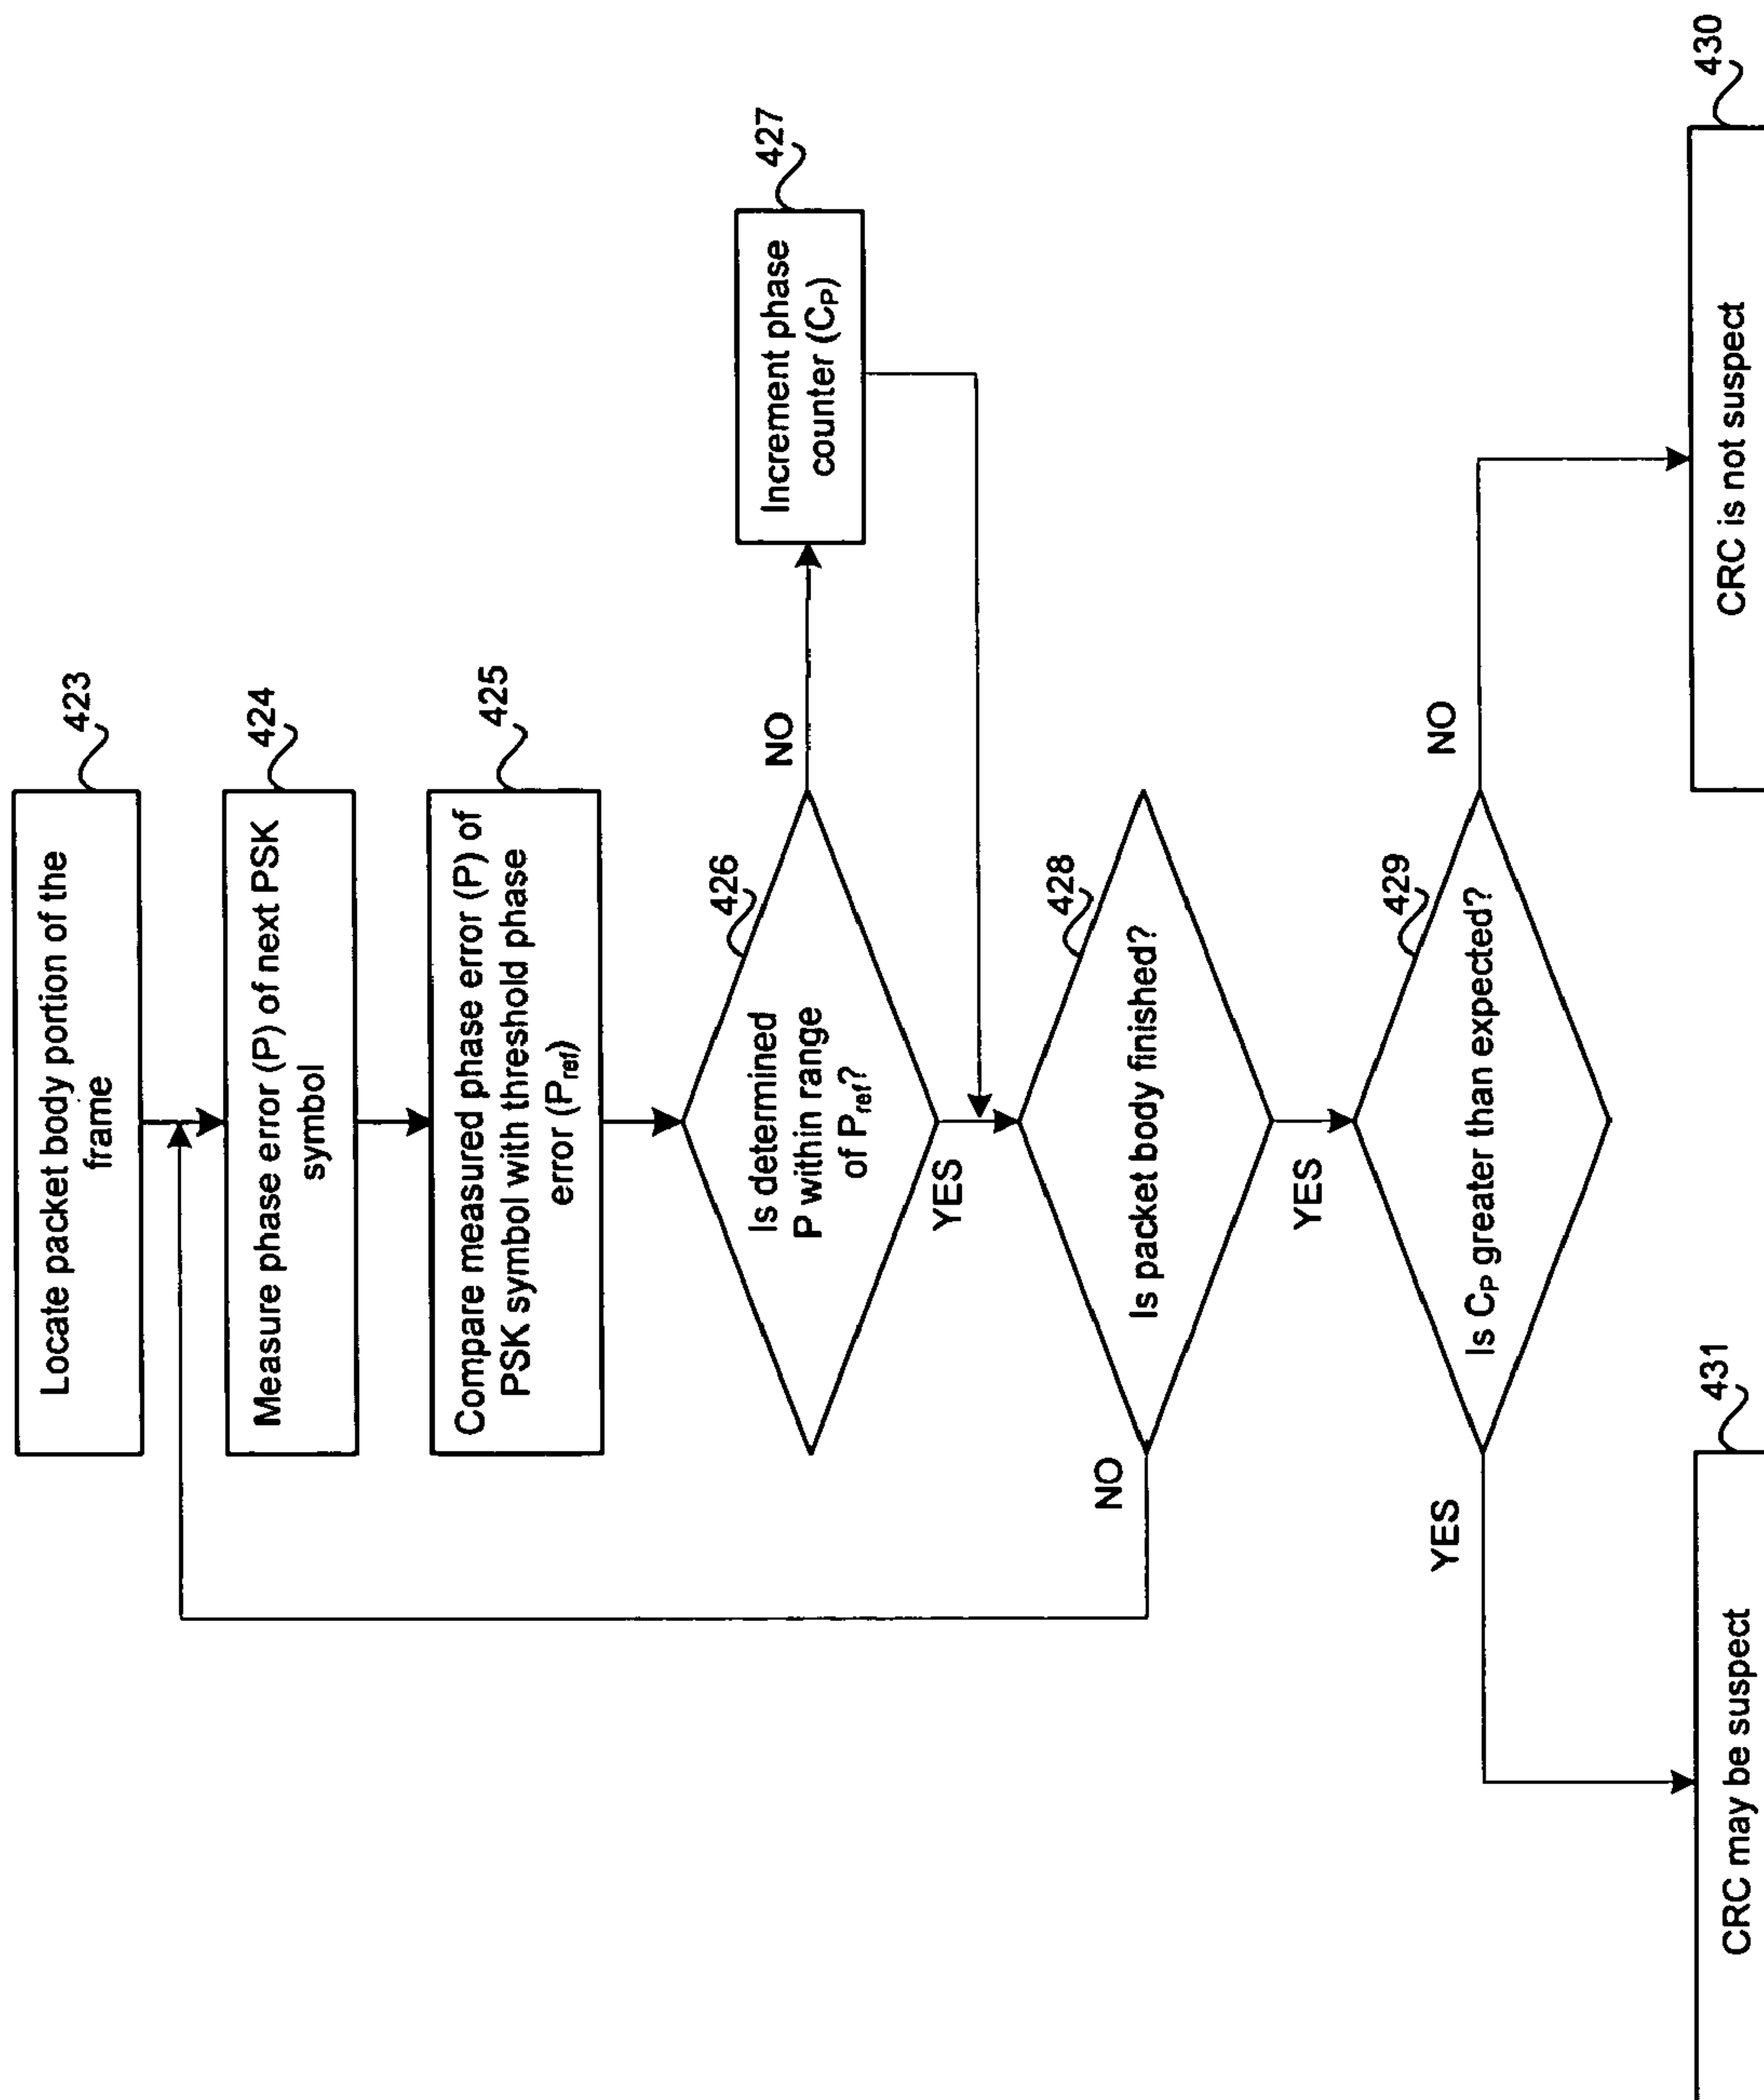 423
Locate packet body portion of the
frame
424
Measure phase error (P) of next PSK
symbol
425
Compare measured phase error (P) of
PSK symbol with threshold phase
error (Pref)
426
Is determined
P within range
of Pref?
NO
427
Increment phase
counter (CP)
YES
428
Is packet body finished?
NO
YES
429
Is CP greater than expected?
YES
NO
431
CRC may be suspect
430
CRC is not suspect